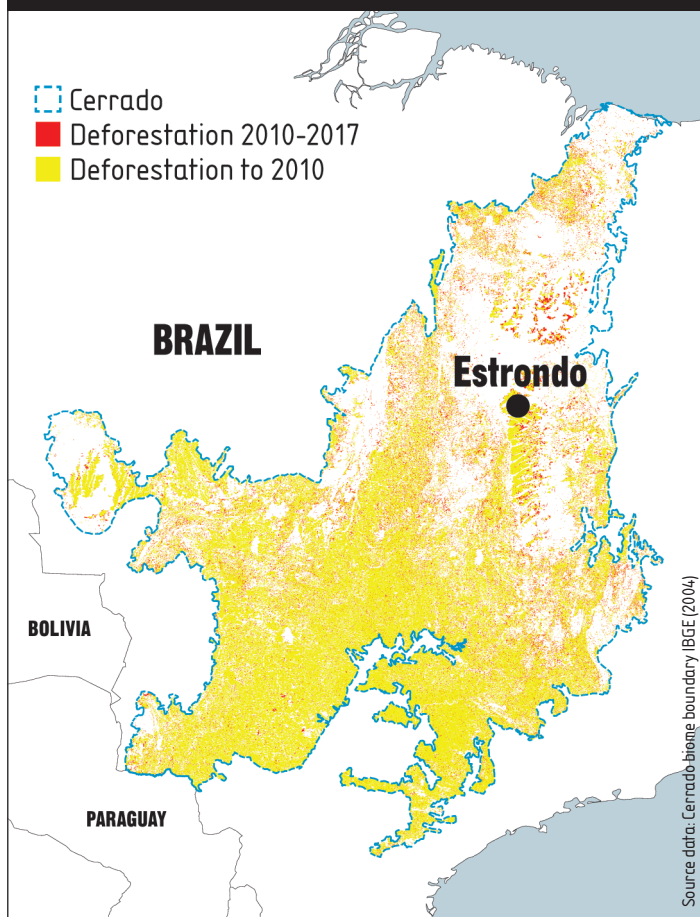 Cerrado
Deforestation 2010-2017
Deforestation to 2010
BRAZIL
Estrondo
BOLIVIA
PARAGUAY
Source data: Cerrado biome boundary IBGE (2004)